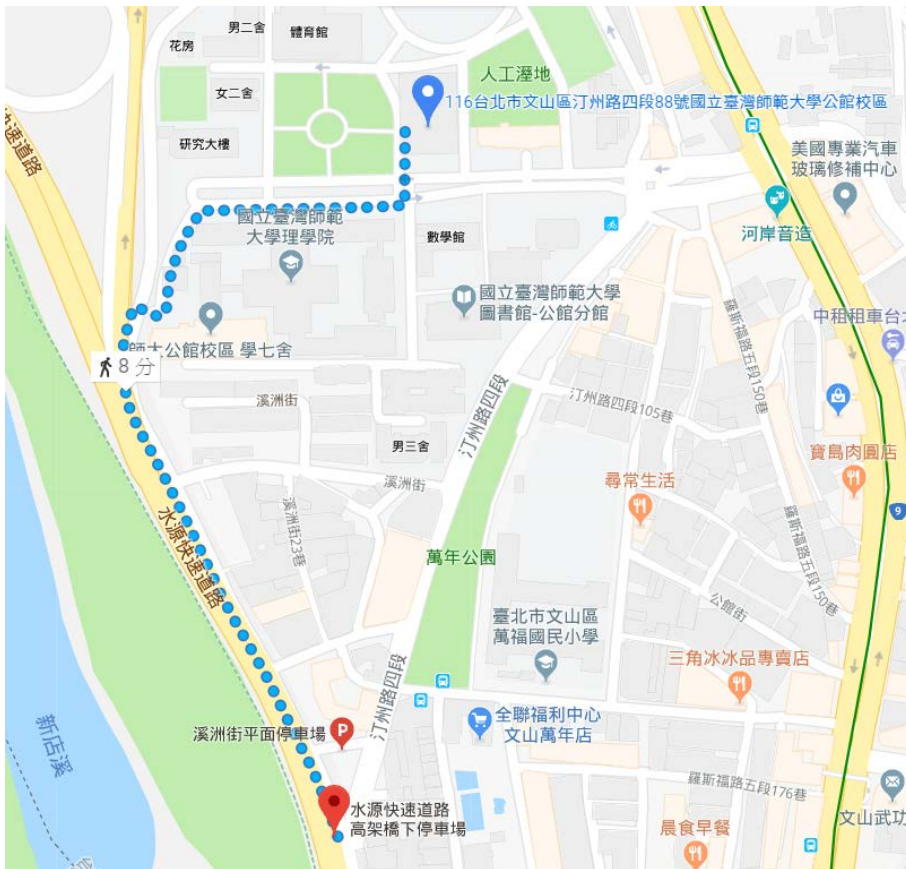 男二舍
體育館
花房
人工溼地
女二舍
116台北市文山區汀州路四段88號國立臺灣師範大學公館校區
快速道路
研究大樓
美國專業汽車
玻璃修補中心
國立臺灣師範
大學理學院
數學館
河岸音造
國立臺灣師範大學
圖書館-公館分館
羅斯福路五段150巷
中租租車台北
師大公館校區 學七舍
8 分
溪洲街
汀州路四段
汀州路四段105巷
男三舍
寶島肉圓店
溪洲街
尋常生活
9
水源快速道路
溪洲街23巷
萬年公園
羅斯福路五段150巷
公館街
臺北市文山區
萬福國民小學
三角冰冰品專賣店
新店溪
溪洲街平面停車場
P
汀州路四段
全聯福利中心
文山萬年店
羅斯福路五段176巷
水源快速道路
高架橋下停車場
文山武功
晨食早餐